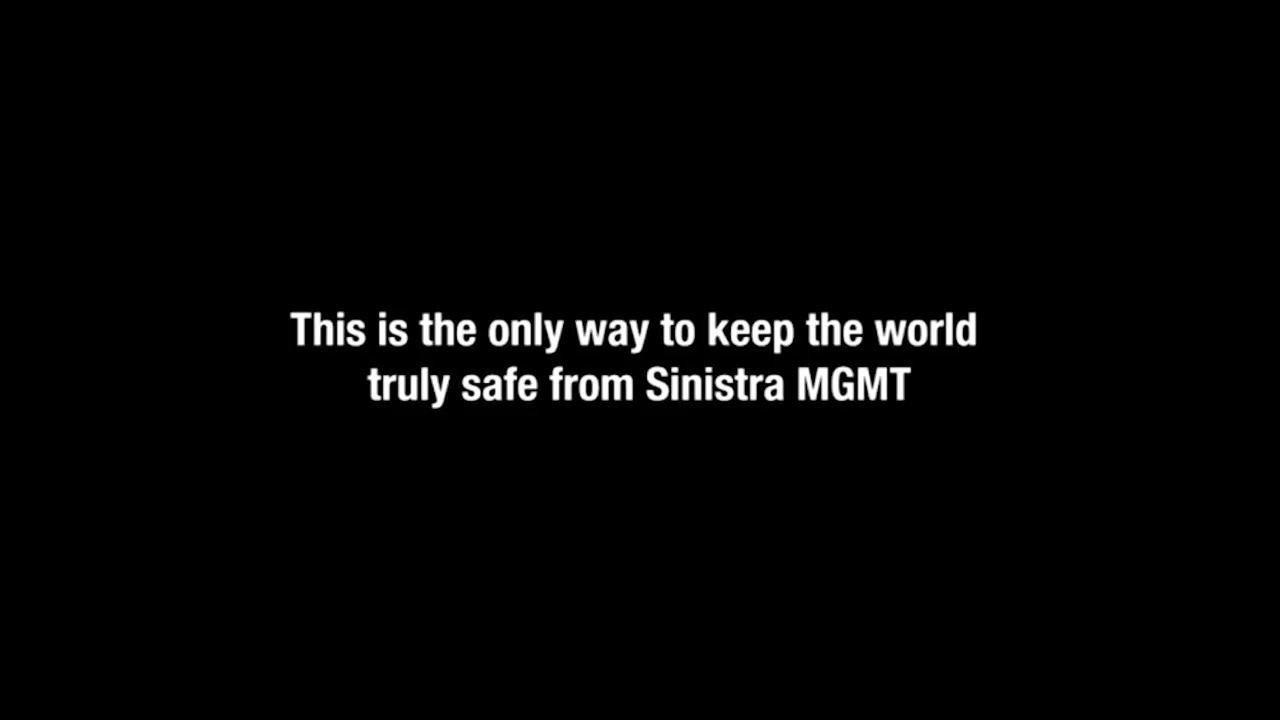 This is the only way to keep the world
truly safe from Sinistra MGMT